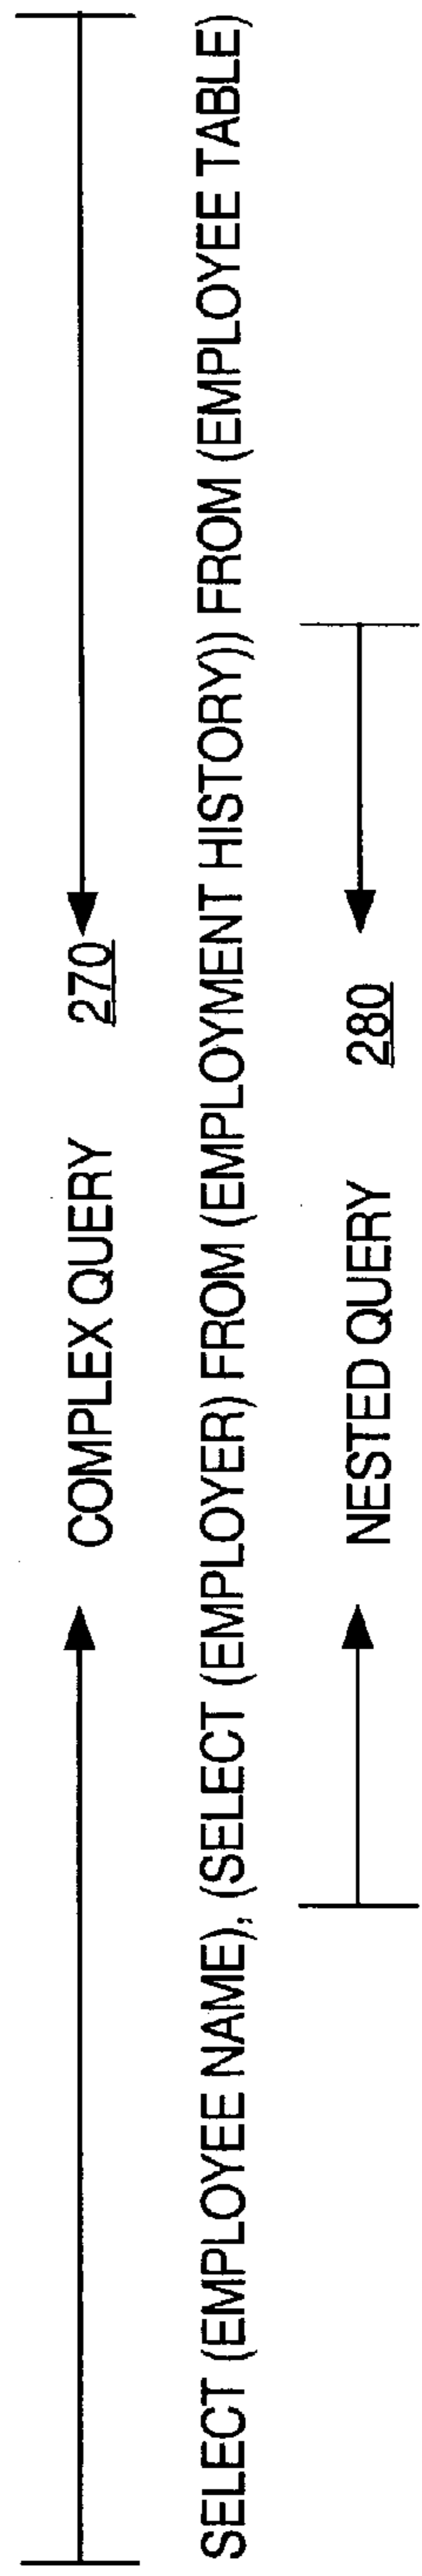 COMPLEX QUERY 270
SELECT (EMPLOYEE NAME), (SELECT (EMPLOYER) FROM (EMPLOYMENT HISTORY)) FROM (EMPLOYEE TABLE)
NESTED QUERY 280